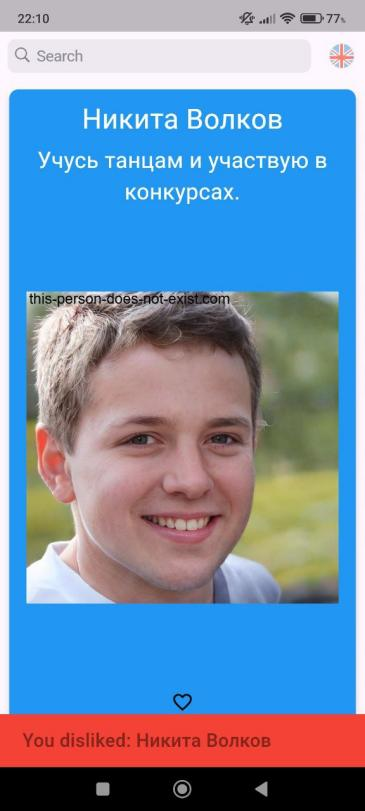 22:10
77%
Search
Никита Волков
Учусь танцам и участвую в
конкурсах.
this-person-does-not-exist.com
You disliked: Никита Волков